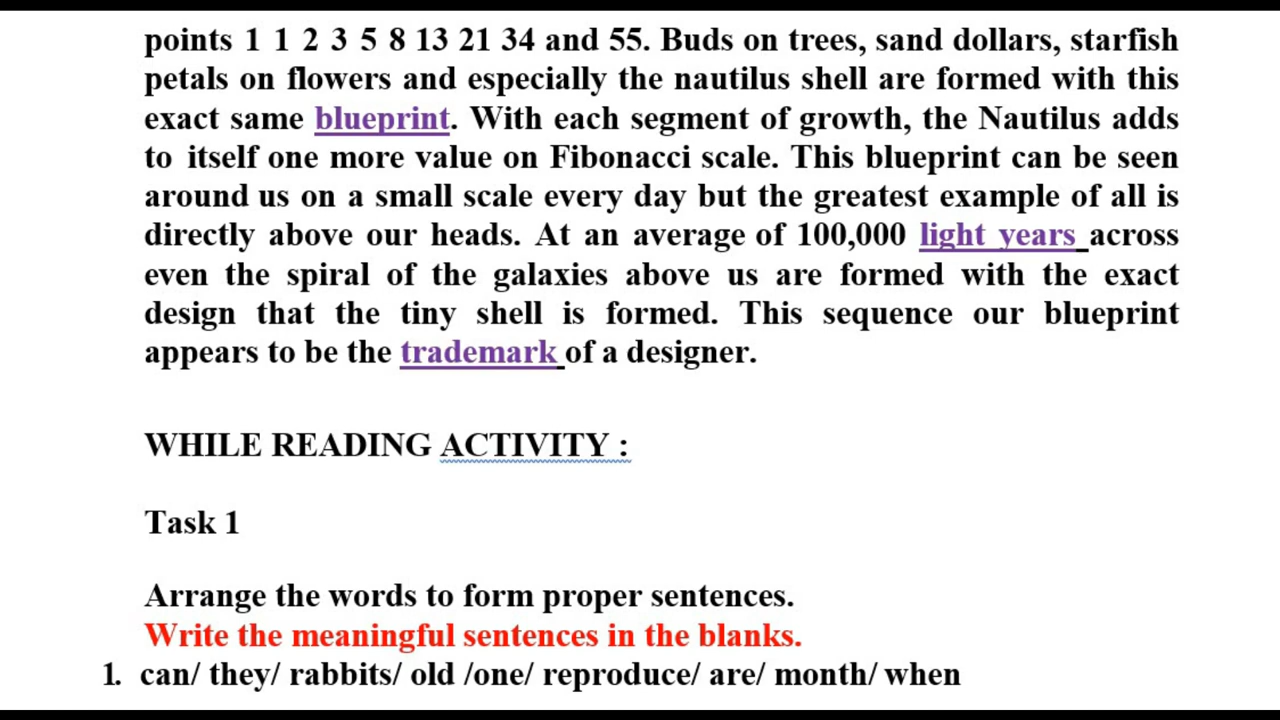 points 1 1 2 3 5 8 13 21 34 and 55. Buds on trees, sand dollars, starfish
petals on flowers and especially the nautilus shell are formed with this
exact same blueprint. With each segment of growth, the Nautilus adds
to itself one more value on Fibonacci scale. This blueprint can be seen
around us on a small scale every day but the greatest example of all is
directly above our heads. At an average of 100,000 light years across
even the spiral of the galaxies above us are formed with the exact
design that the tiny shell is formed. This sequence our blueprint
appears to be the trademark of a designer.
WHILE READING ACTIVITY :
Task 1
Arrange the words to form proper sentences.
Write the meaningful sentences in the blanks.
1. can/ they/ rabbits/ old /one/ reproduce/ are/ month/ when